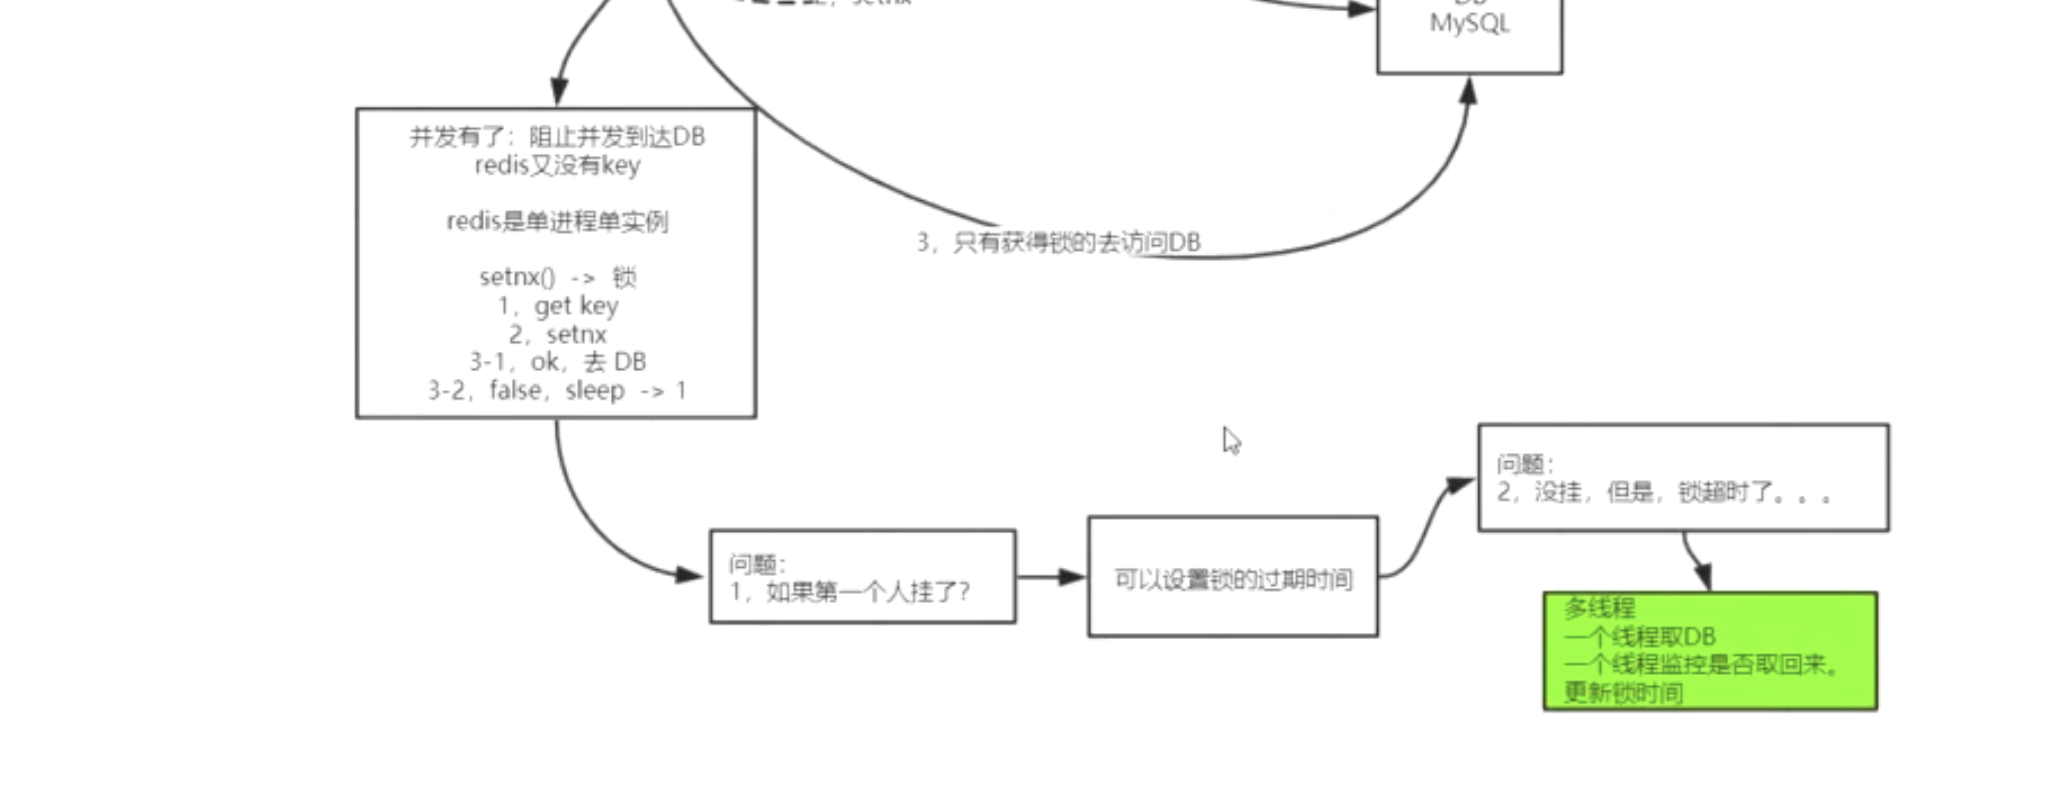 setnx
DB
MySQL
并发有了：阻止并发到达DB
redis又没有key
redis是单进程单实例
setnx() -> 锁
1，get key
2，setnx
3-1，ok，去 DB
3-2，false，sleep -> 1
3，只有获得锁的去访问DB
问题：
1，如果第一个人挂了？
可以设置锁的过期时间
问题：
2，没挂，但是，锁超时了。。。
多线程
一个线程取DB
一个线程监控是否取回来。
更新锁时间